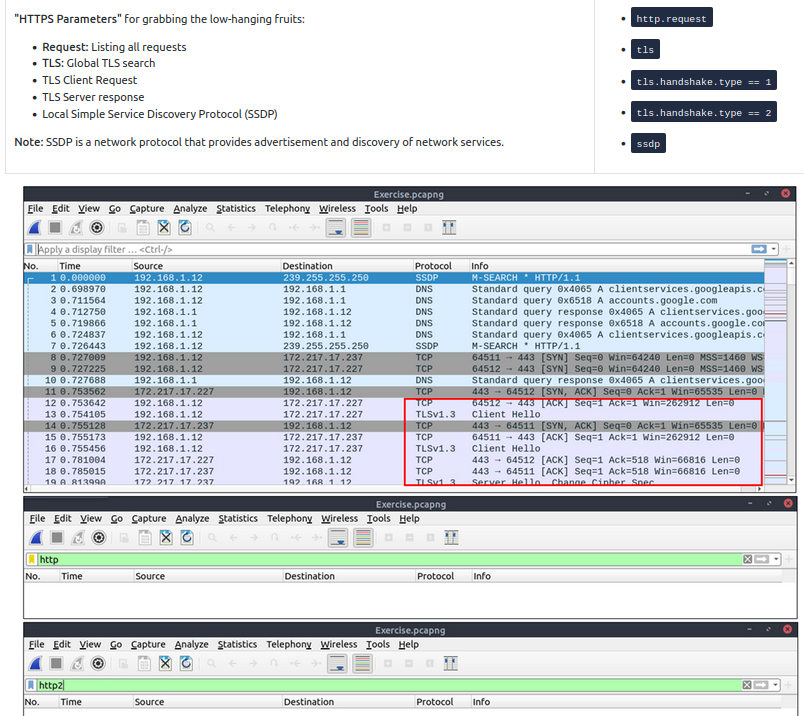 "HTTPS Parameters" for grabbing the low-hanging fruits:
Request: Listing all requests
TLS: Global TLS search
TLS Client Request
TLS Server response
Local Simple Service Discovery Protocol (SSDP)
Note: SSDP is a network protocol that provides advertisement and discovery of network services.
http.request
tls
tls.handshake.type == 1
tls.handshake.type == 2
ssdp
Exercise.pcapng
File Edit View Go Capture Analyze Statistics Telephony Wireless Tools Help
Apply a display filter ... <Ctrl-/>
No. Time Source Destination Protocol Info
1 0.000000 192.168.1.12 239.255.255.250 SSDP M-SEARCH * HTTP/1.1
2 0.698970 192.168.1.12 192.168.1.1 DNS Standard query 0x4065 A clientservices.googleapis.c
3 0.711564 192.168.1.12 192.168.1.1 DNS Standard query 0x6518 A accounts.google.com
4 0.712750 192.168.1.1 192.168.1.12 DNS Standard query response 0x4065 A clientservices.goo
5 0.719866 192.168.1.1 192.168.1.12 DNS Standard query response 0x6518 A accounts.google.co
6 0.724837 192.168.1.12 192.168.1.1 DNS Standard query 0x4065 A clientservices.googleapis.c
7 0.726443 192.168.1.12 239.255.255.250 SSDP M-SEARCH * HTTP/1.1
8 0.727009 192.168.1.12 172.217.17.237 TCP 64511 → 443 [SYN] Seq=0 Win=64240 Len=0 MSS=1460 WS
9 0.727225 192.168.1.12 172.217.17.227 TCP 64512 → 443 [SYN] Seq=0 Win=64240 Len=0 MSS=1460 WS
10 0.727688 192.168.1.1 192.168.1.12 DNS Standard query response 0x4065 A clientservices.goo
11 0.753562 172.217.17.227 192.168.1.12 TCP 443 → 64512 [SYN, ACK] Seq=0 Ack=1 Win=65535 Len=0
12 0.753642 192.168.1.12 172.217.17.227 TCP 64512 → 443 [ACK] Seq=1 Ack=1 Win=262912 Len=0
13 0.754105 192.168.1.12 172.217.17.227 TLSv1.3 Client Hello
14 0.755128 172.217.17.237 192.168.1.12 TCP 443 → 64511 [SYN, ACK] Seq=0 Ack=1 Win=65535 Len=0
15 0.755173 192.168.1.12 172.217.17.237 TCP 64511 → 443 [ACK] Seq=1 Ack=1 Win=262912 Len=0
16 0.755456 192.168.1.12 172.217.17.237 TLSv1.3 Client Hello
17 0.781004 172.217.17.227 192.168.1.12 TCP 443 → 64512 [ACK] Seq=1 Ack=518 Win=66816 Len=0
18 0.785015 172.217.17.237 192.168.1.12 TCP 443 → 64511 [ACK] Seq=1 Ack=518 Win=66816 Len=0
19 0.813990 172.217.17.227 192.168.1.12 TLSv1.3 Server Hello, Change Cipher Spec
Exercise.pcapng
File Edit View Go Capture Analyze Statistics Telephony Wireless Tools Help
http
No. Time Source Destination Protocol Info
Exercise.pcapng
File Edit View Go Capture Analyze Statistics Telephony Wireless Tools Help
http2
No. Time Source Destination Protocol Info